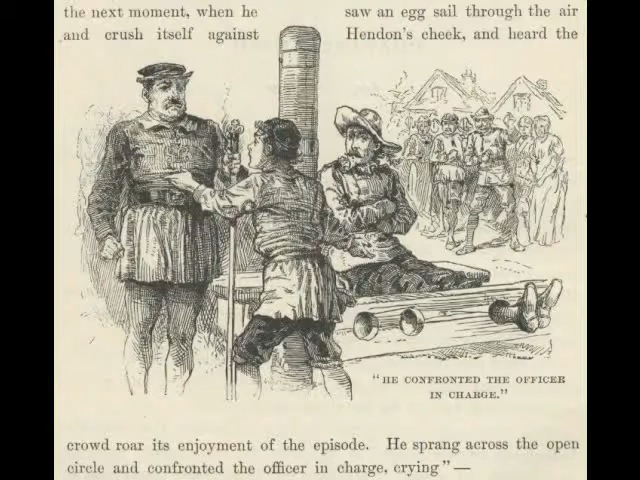 the next moment, when he saw an egg sail through the air
and crush itself against Hendon's cheek, and heard the
"HE CONFRONTED THE OFFICER
IN CHARGE."
crowd roar its enjoyment of the episode. He sprang across the open
circle and confronted the officer in charge, crying"—